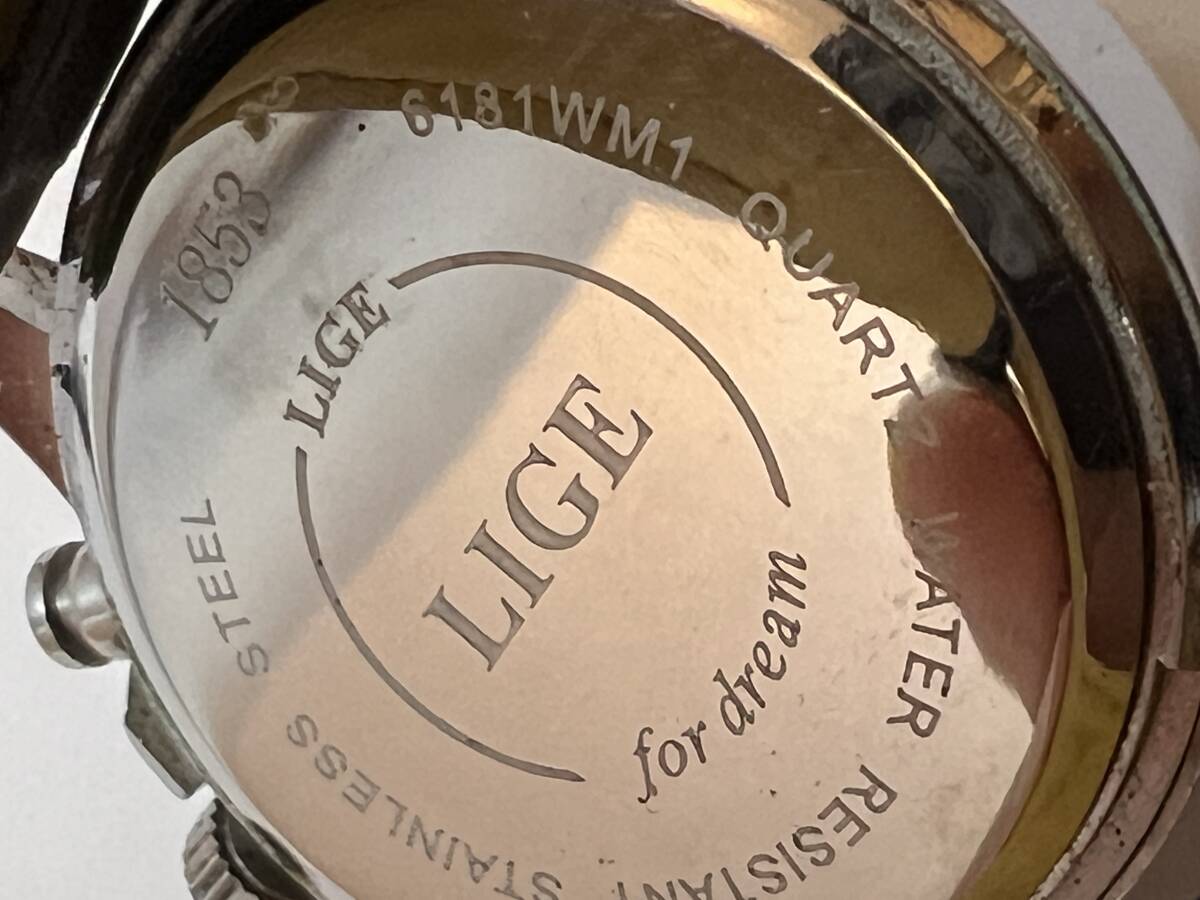 1853
6181WM1
QUARTZ
WATER RESISTANT
STAINLESS STEEL
LIGE
LIGE
for dream